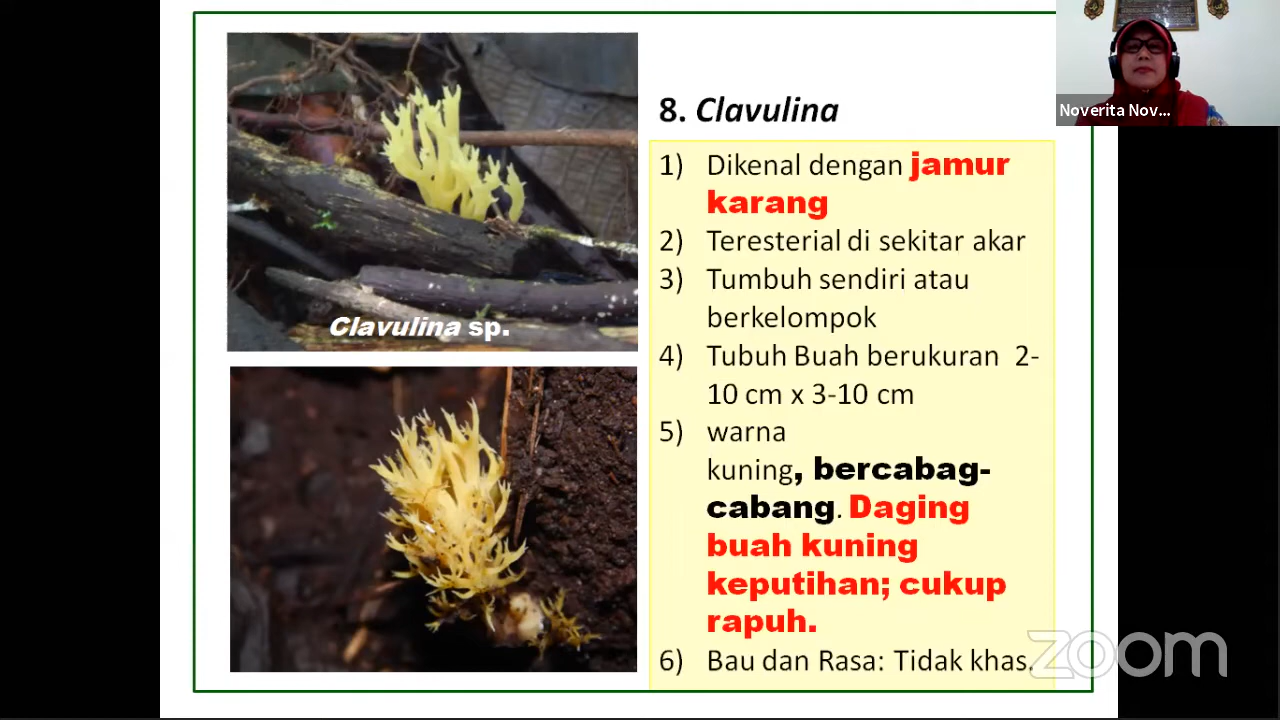 8. Clavulina
Noverita Nov...
1) Dikenal dengan jamur
karang
2) Teresterial di sekitar akar
3) Tumbuh sendiri atau
berkelompok
4) Tubuh Buah berukuran 2-
10 cm x 3-10 cm
5) warna
kuning, bercabag-
cabang. Daging
buah kuning
keputihan; cukup
rapuh.
6) Bau dan Rasa: Tidak khas.
Clavulina sp.
zoom